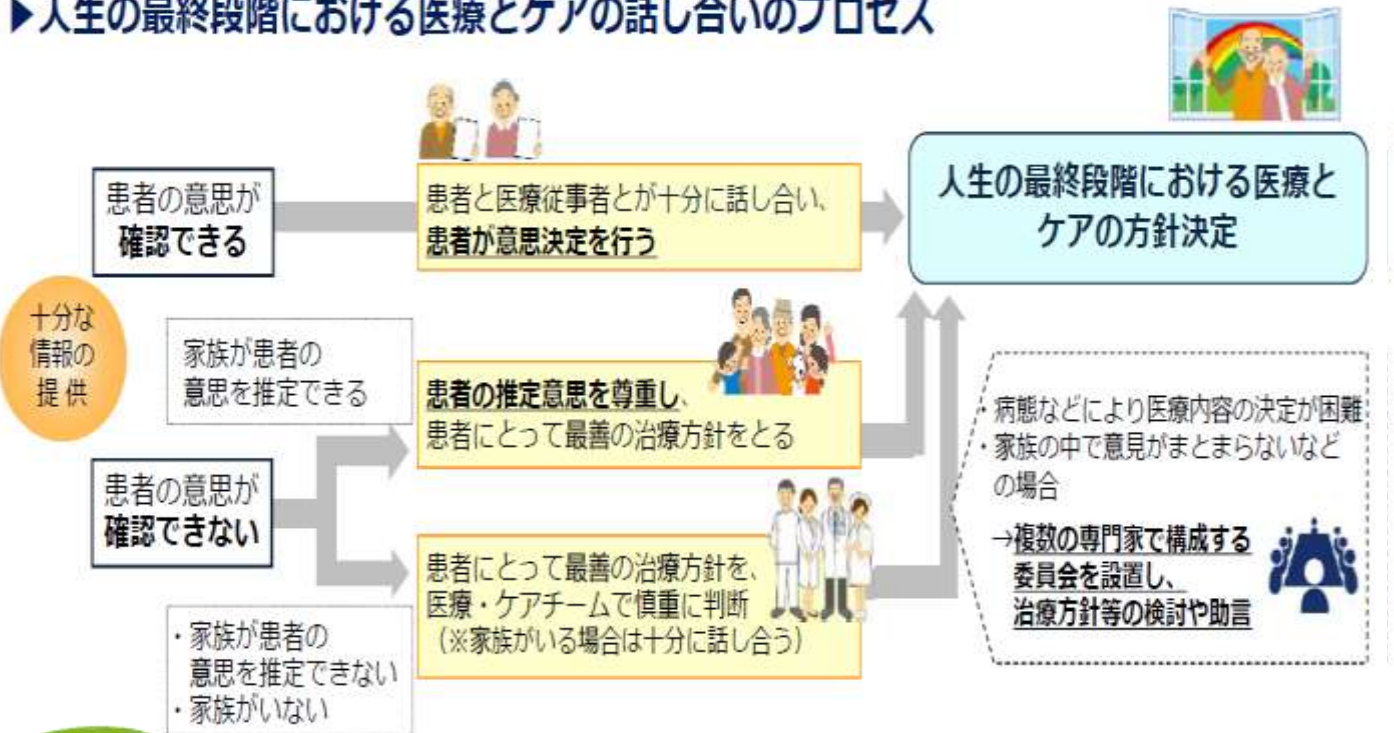 ▶人生の最終段階における医療とケアの話し合いのプロセス
患者の意思が
確認できる
患者と医療従事者とが十分に話し合い、
患者が意思決定を行う
人生の最終段階における医療と
ケアの方針決定
十分な
情報の
提供
家族が患者の
意思を推定できる
患者の推定意思を尊重し、
患者にとって最善の治療方針をとる
患者の意思が
確認できない
患者にとって最善の治療方針を、
医療・ケアチームで慎重に判断
（※家族がいる場合は十分に話し合う）
・家族が患者の
意思を推定できない
・家族がいない
・病態などにより医療内容の決定が困難
・家族の中で意見がまとまらないなど
の場合
→複数の専門家で構成する
委員会を設置し、
治療方針等の検討や助言